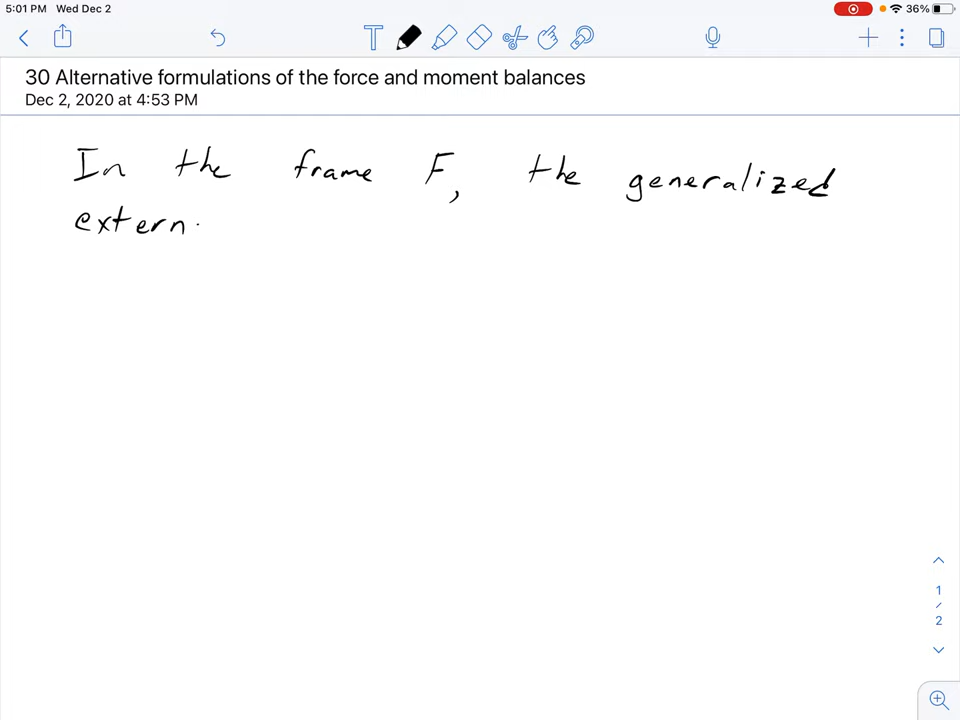 5:01 PM Wed Dec 2
36%
30 Alternative formulations of the force and moment balances
Dec 2, 2020 at 4:53 PM
In the frame F, the generalized
extern
1
/
2